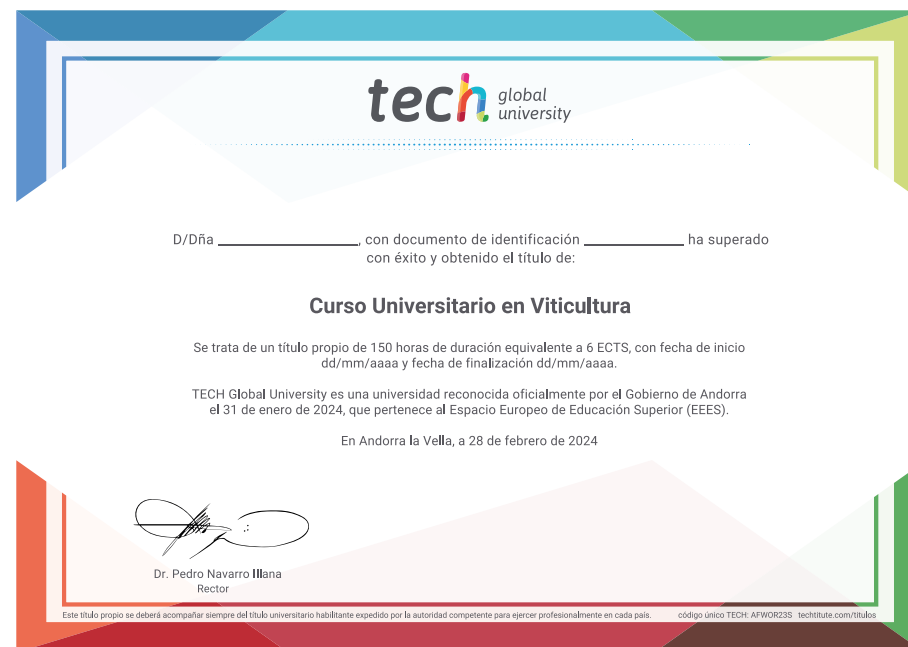 tech global university
D/Dña ______________, con documento de identificación __________ ha superado
con éxito y obtenido el título de:
Curso Universitario en Viticultura
Se trata de un título propio de 150 horas de duración equivalente a 6 ECTS, con fecha de inicio
dd/mm/aaaa y fecha de finalización dd/mm/aaaa.
TECH Global University es una universidad reconocida oficialmente por el Gobierno de Andorra
el 31 de enero de 2024, que pertenece al Espacio Europeo de Educación Superior (EEES).
En Andorra la Vella, a 28 de febrero de 2024
Dr. Pedro Navarro Illana
Rector
Este título propio se deberá acompañar siempre del título universitario habilitante expedido por la autoridad competente para ejercer profesionalmente en cada país. código único TECH: AFWOR23S techtitute.com/titulos